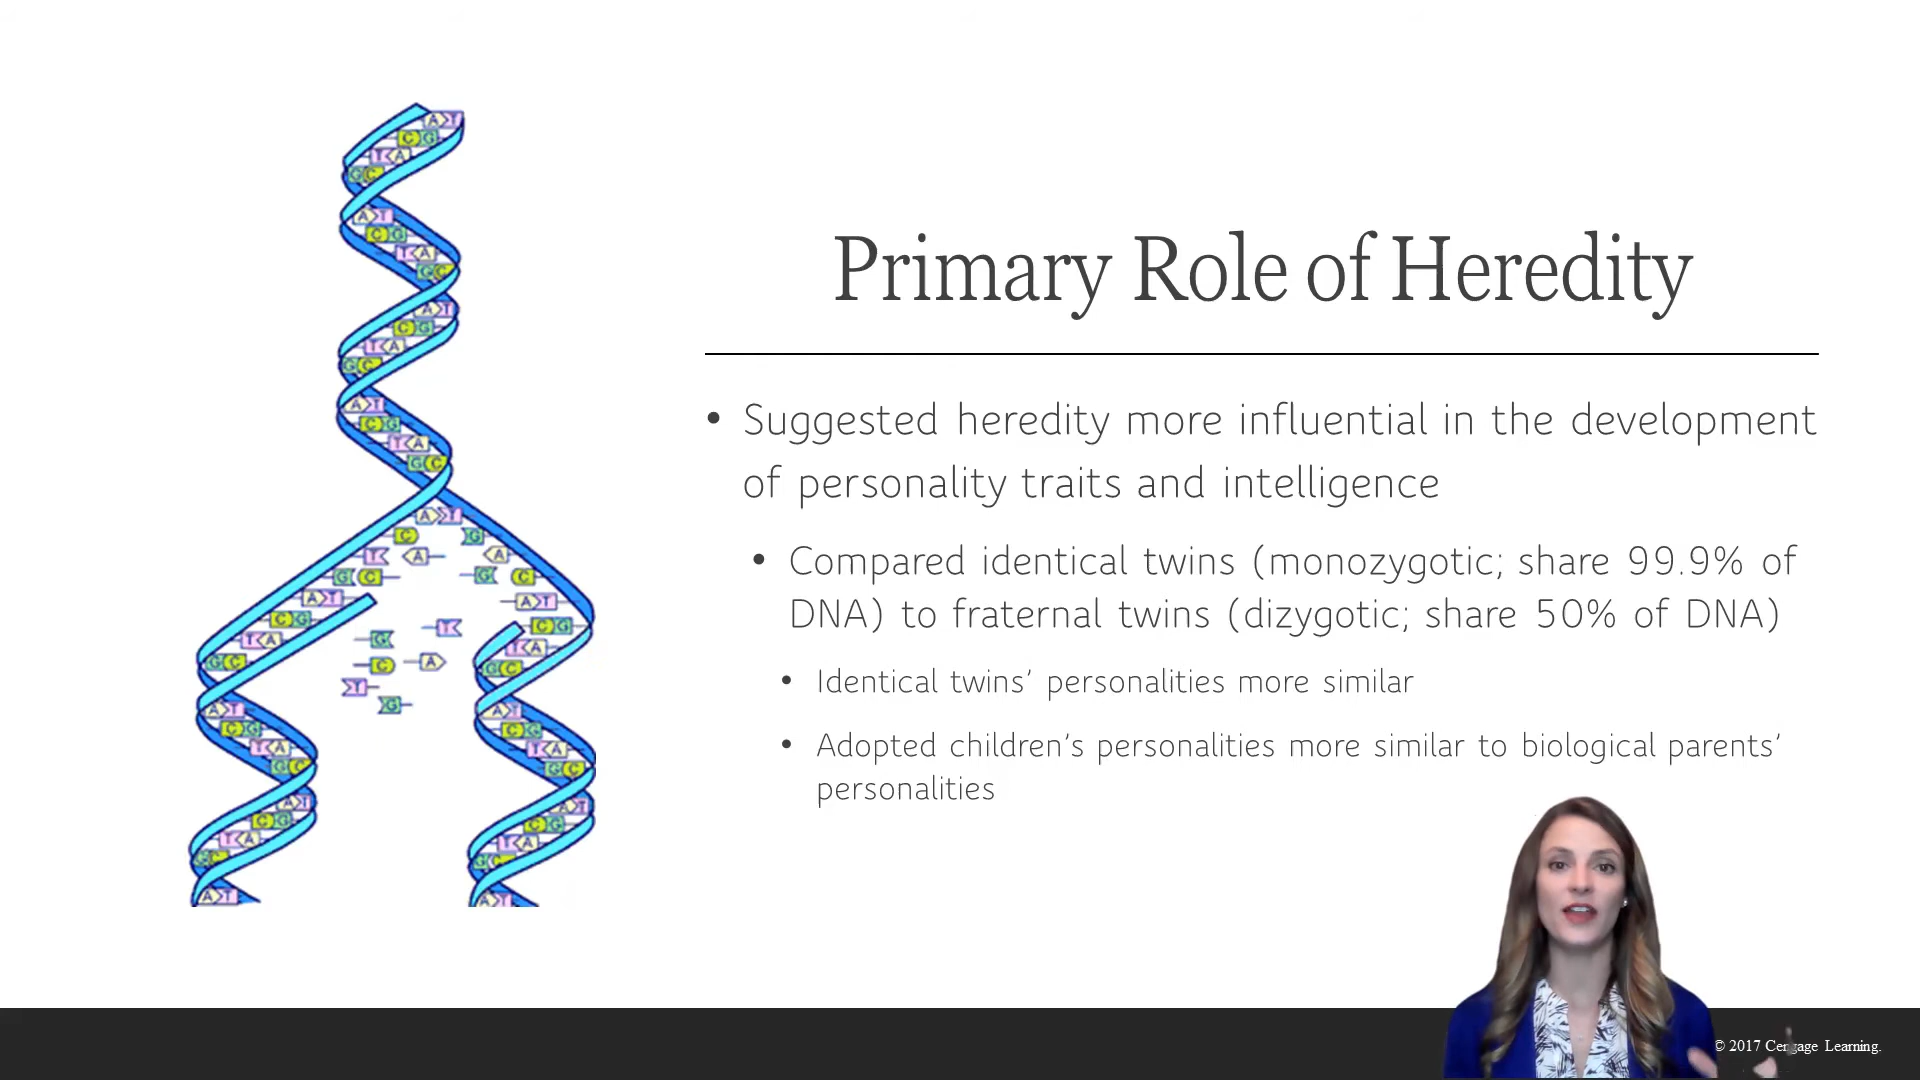 Primary Role of Heredity
• Suggested heredity more influential in the development
of personality traits and intelligence
• Compared identical twins (monozygotic; share 99.9% of
DNA) to fraternal twins (dizygotic; share 50% of DNA)
• Identical twins’ personalities more similar
• Adopted children’s personalities more similar to biological parents’
personalities
© 2017 Cengage Learning.